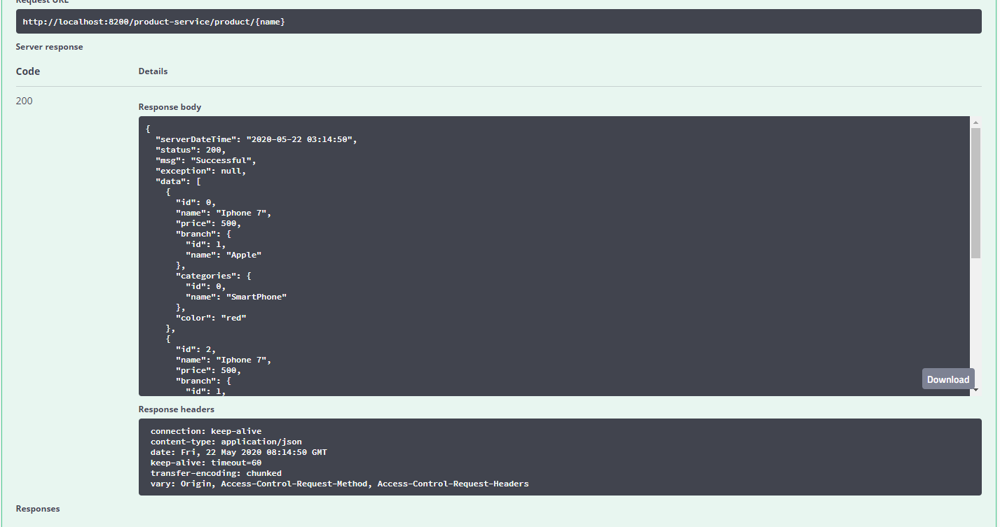 Request URL
http://localhost:8200/product-service/product/{name}
Server response
Code Details
200
Response body
{
"serverDateTime": "2020-05-22 03:14:50",
"status": 200,
"msg": "Successful",
"exception": null,
"data": [
{
"id": 0,
"name": "Iphone 7",
"price": 500,
"branch": {
"id": 1,
"name": "Apple"
},
"categories": {
"id": 0,
"name": "SmartPhone"
},
"color": "red"
},
{
"id": 2,
"name": "Iphone 7",
"price": 500,
"branch": {
"id": 1,
Download
Response headers
connection: keep-alive
content-type: application/json
date: Fri, 22 May 2020 08:14:50 GMT
keep-alive: timeout=60
transfer-encoding: chunked
vary: Origin, Access-Control-Request-Method, Access-Control-Request-Headers
Responses